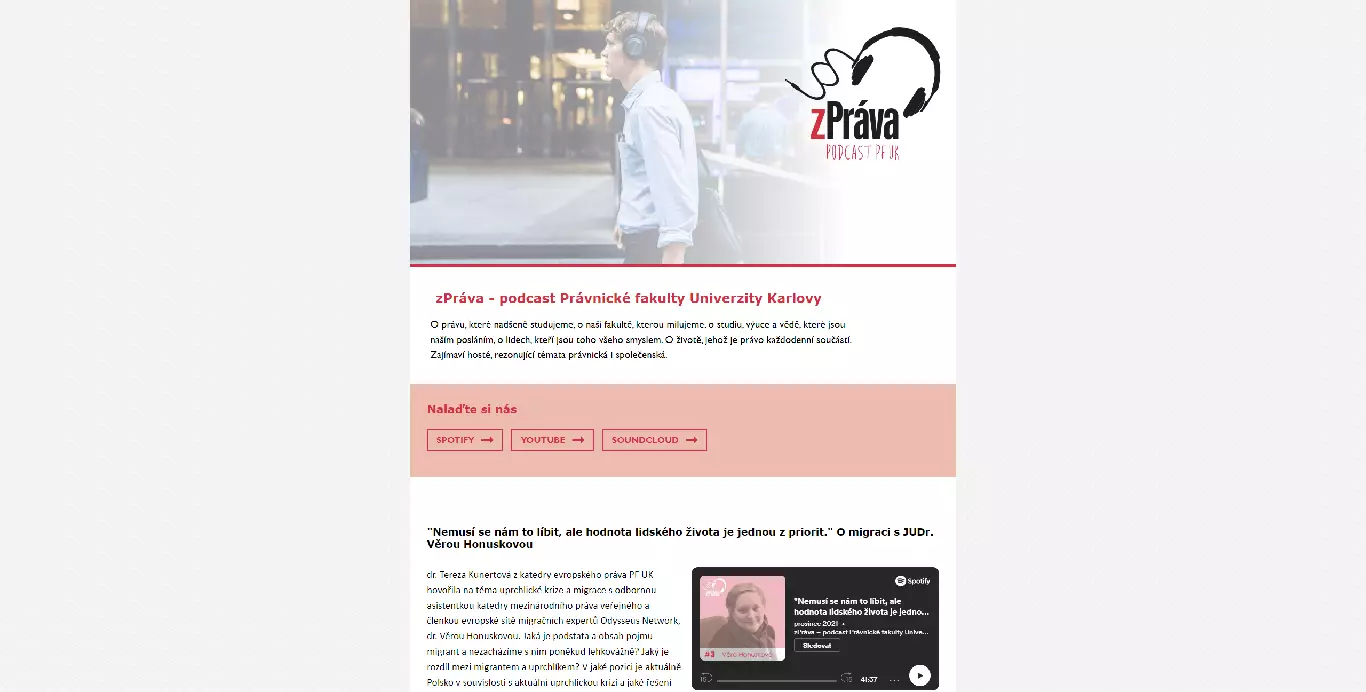 zPráva
PODCAST PF UK
zPráva - podcast Právnické fakulty Univerzity Karlovy
O právu, které nadšeně studujeme, o naší fakultě, kterou milujeme, o studiu, výuce a vědě, které jsou
naším posláním, o lidech, kteří jsou toho všeho smyslem. O životě, jehož je právo každodenní součástí.
Zajímaví hosté, rezonující témata právnická i společenská.
Nalaďte si nás
SPOTIFY
YOUTUBE
SOUNDCLOUD
"Nemusí se nám to líbit, ale hodnota lidského života je jednou z priorit." O migraci s JUDr.
Věrou Honuskovou
dr. Tereza Kunertová z katedry evropského práva PF UK
hovořila na téma uprchlické krize a migrace s odbornou
asistentkou katedry mezinárodního práva veřejného a
členkou evropské sítě migračních expertů Odysseus Network,
dr. Věrou Honuskovou. Jaká je podstata a obsah pojmu
migrant a nezacházíme s ním poněkud lehkovážně? Jaký je
rozdíl mezi migrantem a uprchlíkem? V jaké pozici je aktuálně
Polsko v souvislosti s aktuální uprchlickou krizí a jaké řešení
Spotify
"Nemusí se nám to líbit, ale
hodnota lidského života je jedno...
prosinec 2021 •
zPráva – podcast Právnické fakulty Unive...
Sledovat
zPráva
#3 Věra Honusková
15
15
41:37
...